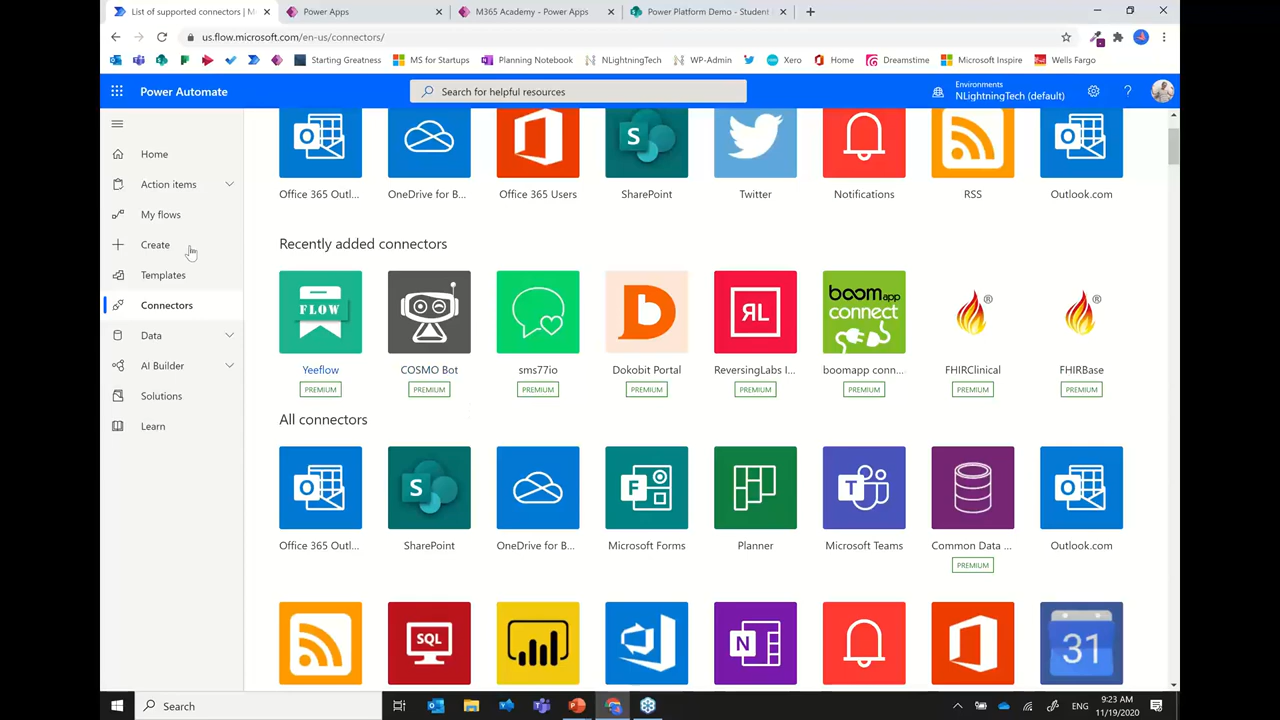 List of supported connectors | M
Power Apps
M365 Academy - Power Apps
Power Platform Demo - Student
us.flow.microsoft.com/en-us/connectors/
Starting Greatness
MS for Startups
Planning Notebook
NLightningTech
WP-Admin
Xero
Home
Dreamstime
Microsoft Inspire
Wells Fargo
Power Automate
Search for helpful resources
Environments
NLightningTech (default)
Home
Action items
My flows
Create
Templates
Connectors
Data
AI Builder
Solutions
Learn
Office 365 Outl...
OneDrive for B...
Office 365 Users
SharePoint
Twitter
Notifications
RSS
Outlook.com
Recently added connectors
FLOW
boomapp
connect
Yeeflow
COSMO Bot
sms77io
Dokobit Portal
ReversingLabs I...
boomapp conn...
FHIRClinical
FHIRBase
PREMIUM
PREMIUM
PREMIUM
PREMIUM
PREMIUM
PREMIUM
PREMIUM
PREMIUM
All connectors
Office 365 Outl...
SharePoint
OneDrive for B...
Microsoft Forms
Planner
Microsoft Teams
Common Data ...
Outlook.com
PREMIUM
SQL
31
Search
ENG
9:23 AM
11/19/2020